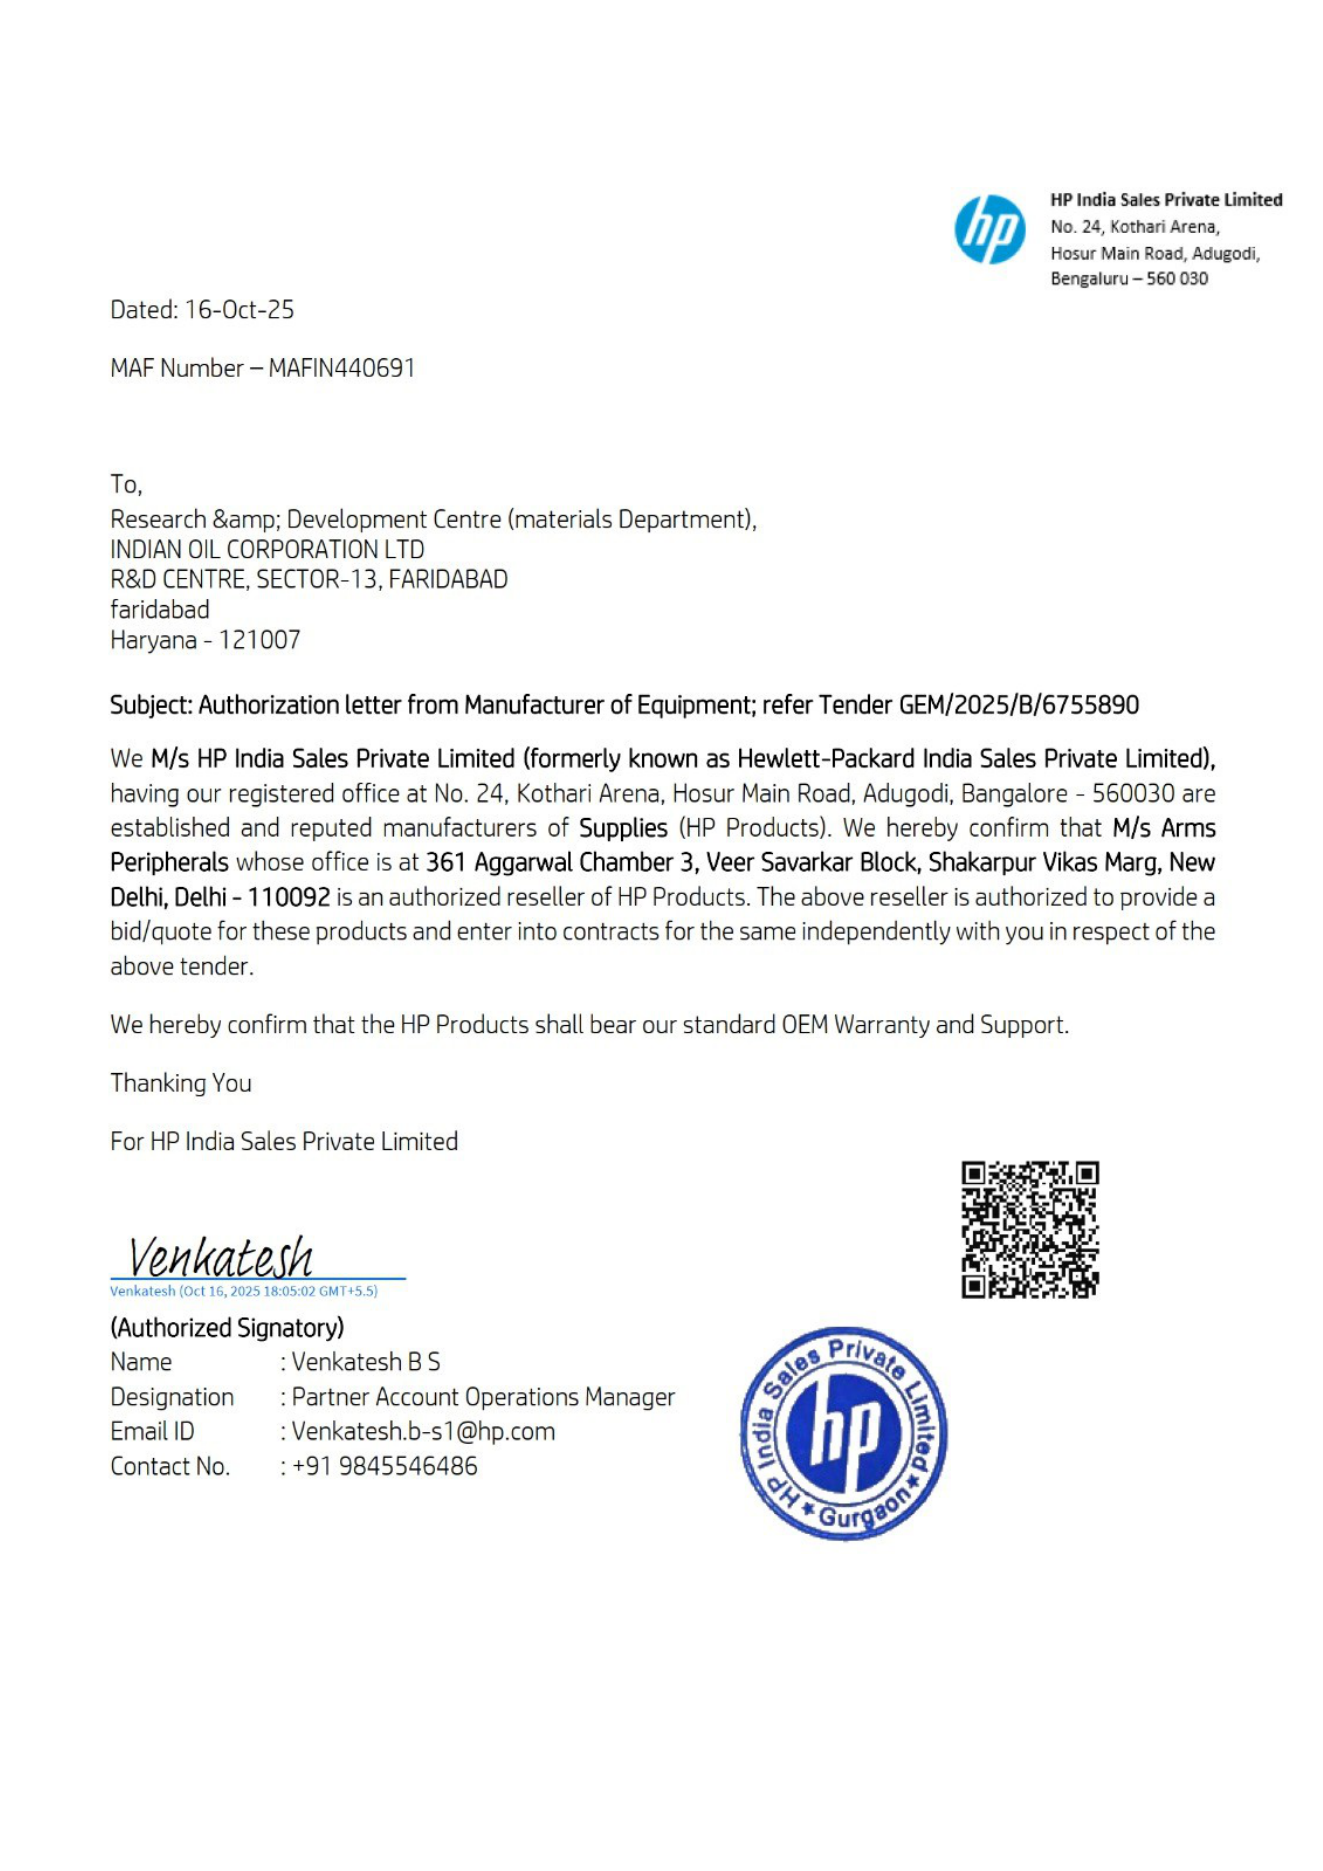 hp
HP India Sales Private Limited
No. 24, Kothari Arena,
Hosur Main Road, Adugodi,
Bengaluru – 560 030
Dated: 16-Oct-25
MAF Number – MAFIN440691
To,
Research &amp; Development Centre (materials Department),
INDIAN OIL CORPORATION LTD
R&D CENTRE, SECTOR-13, FARIDABAD
faridabad
Haryana - 121007
Subject: Authorization letter from Manufacturer of Equipment; refer Tender GEM/2025/B/6755890
We M/s HP India Sales Private Limited (formerly known as Hewlett-Packard India Sales Private Limited),
having our registered office at No. 24, Kothari Arena, Hosur Main Road, Adugodi, Bangalore - 560030 are
established and reputed manufacturers of Supplies (HP Products). We hereby confirm that M/s Arms
Peripherals whose office is at 361 Aggarwal Chamber 3, Veer Savarkar Block, Shakarpur Vikas Marg, New
Delhi, Delhi - 110092 is an authorized reseller of HP Products. The above reseller is authorized to provide a
bid/quote for these products and enter into contracts for the same independently with you in respect of the
above tender.
We hereby confirm that the HP Products shall bear our standard OEM Warranty and Support.
Thanking You
For HP India Sales Private Limited
Venkatesh
Venkatesh (Oct 16, 2025 18:05:02 GMT+5.5)
(Authorized Signatory)
Name : Venkatesh B S
Designation : Partner Account Operations Manager
Email ID : Venkatesh.b-s1@hp.com
Contact No. : +91 9845546486
HP India Sales Private Limited
hp
★ Gurgaon ★